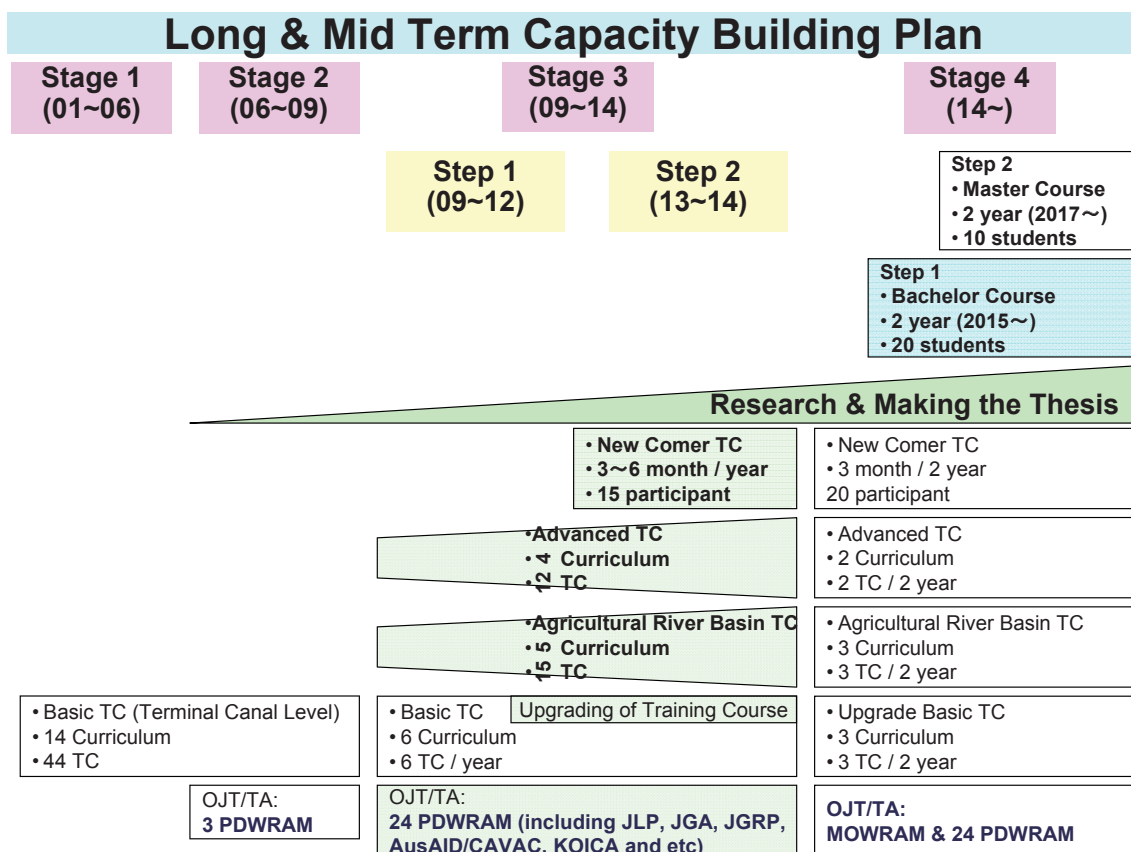 Long & Mid Term Capacity Building Plan
Stage 1
(01~06)
Stage 2
(06~09)
Stage 3
(09~14)
Stage 4
(14~)
Step 1
(09~12)
Step 2
(13~14)
Step 2
• Master Course
• 2 year (2017～)
• 10 students
Step 1
• Bachelor Course
• 2 year (2015～)
• 20 students
Research & Making the Thesis
• New Comer TC
• 3～6 month / year
• 15 participant
• New Comer TC
• 3 month / 2 year
20 participant
•Advanced TC
• 4 Curriculum
• 12 TC
• Advanced TC
• 2 Curriculum
• 2 TC / 2 year
•Agricultural River Basin TC
• 5 Curriculum
• 15 TC
• Agricultural River Basin TC
• 3 Curriculum
• 3 TC / 2 year
• Basic TC (Terminal Canal Level)
• 14 Curriculum
• 44 TC
• Basic TC
• 6 Curriculum
• 6 TC / year
Upgrading of Training Course
• Upgrade Basic TC
• 3 Curriculum
• 3 TC / 2 year
OJT/TA:
3 PDWRAM
OJT/TA:
24 PDWRAM (including JLP, JGA, JGRP,
AusAID/CAVAC, KOICA and etc)
OJT/TA:
MOWRAM & 24 PDWRAM